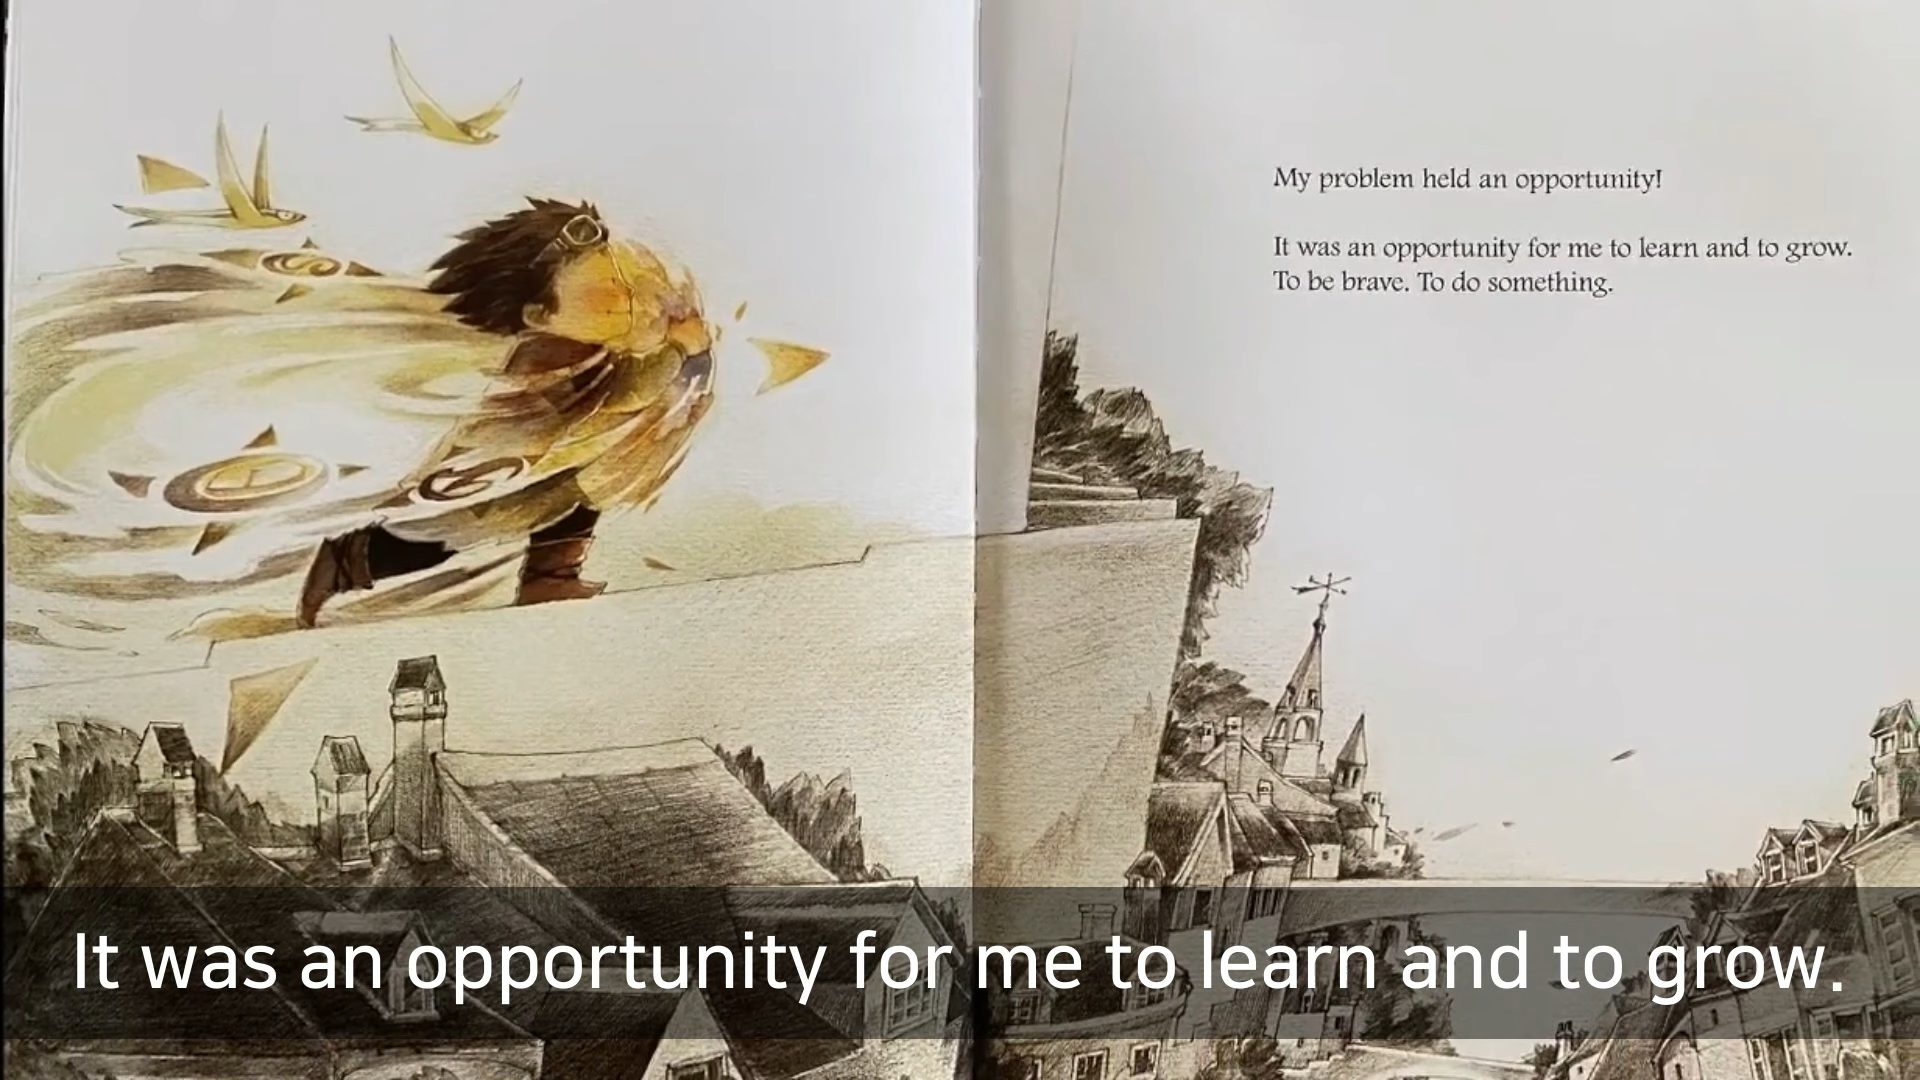 My problem held an opportunity!
It was an opportunity for me to learn and to grow.
To be brave. To do something.
It was an opportunity for me to learn and to grow.